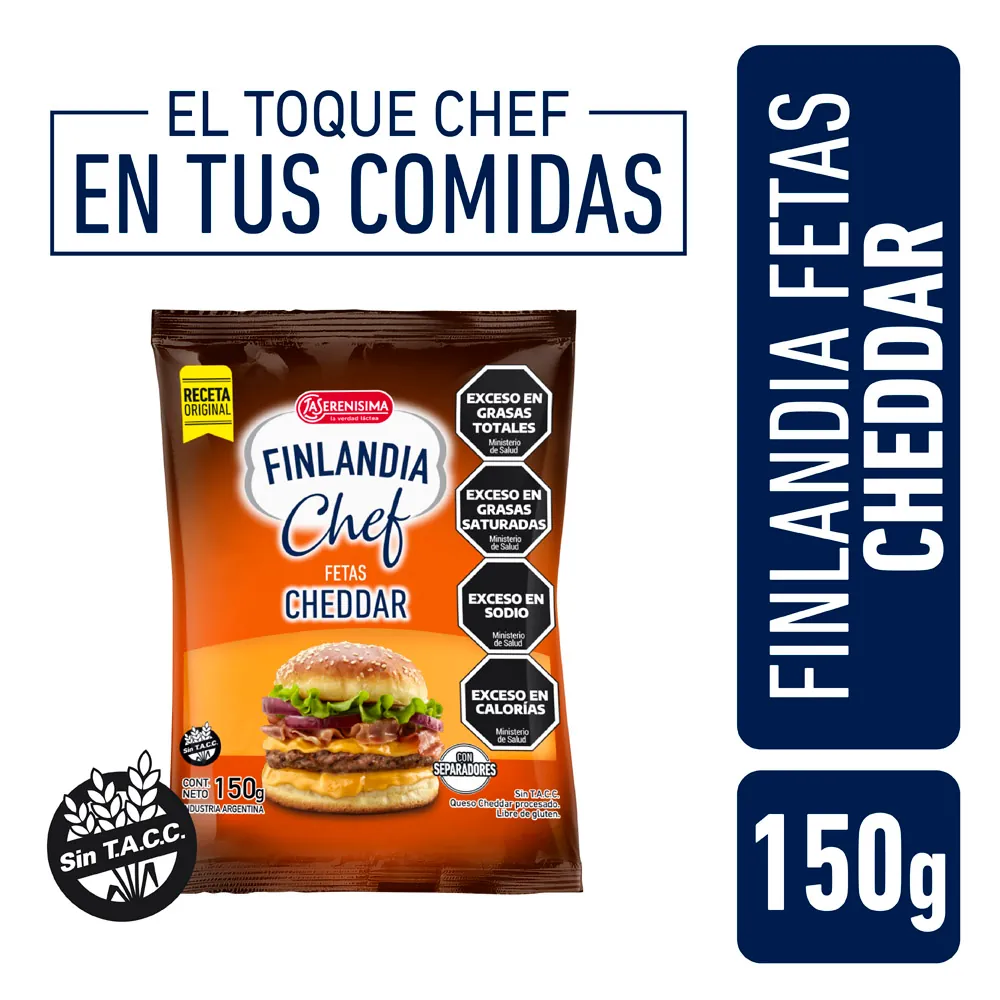 EL TOQUE CHEF
EN TUS COMIDAS
RECETA
ORIGINAL
LASERENISIMA
la verdad láctea
FINLANDIA
Chef
FETAS
CHEDDAR
EXCESO EN
GRASAS
TOTALES
Ministerio
de Salud
EXCESO EN
GRASAS
SATURADAS
Ministerio
de Salud
EXCESO EN
SODIO
Ministerio
de Salud
EXCESO EN
CALORÍAS
Ministerio
de Salud
Sin T.A.C.C.
CONT.
NETO 150g
INDUSTRIA ARGENTINA
CON
SEPARADORES
Sin T.A.C.C.
Queso Cheddar procesado.
Libre de gluten.
Sin T.A.C.C.
FINLANDIA FETAS
CHEDDAR
150g